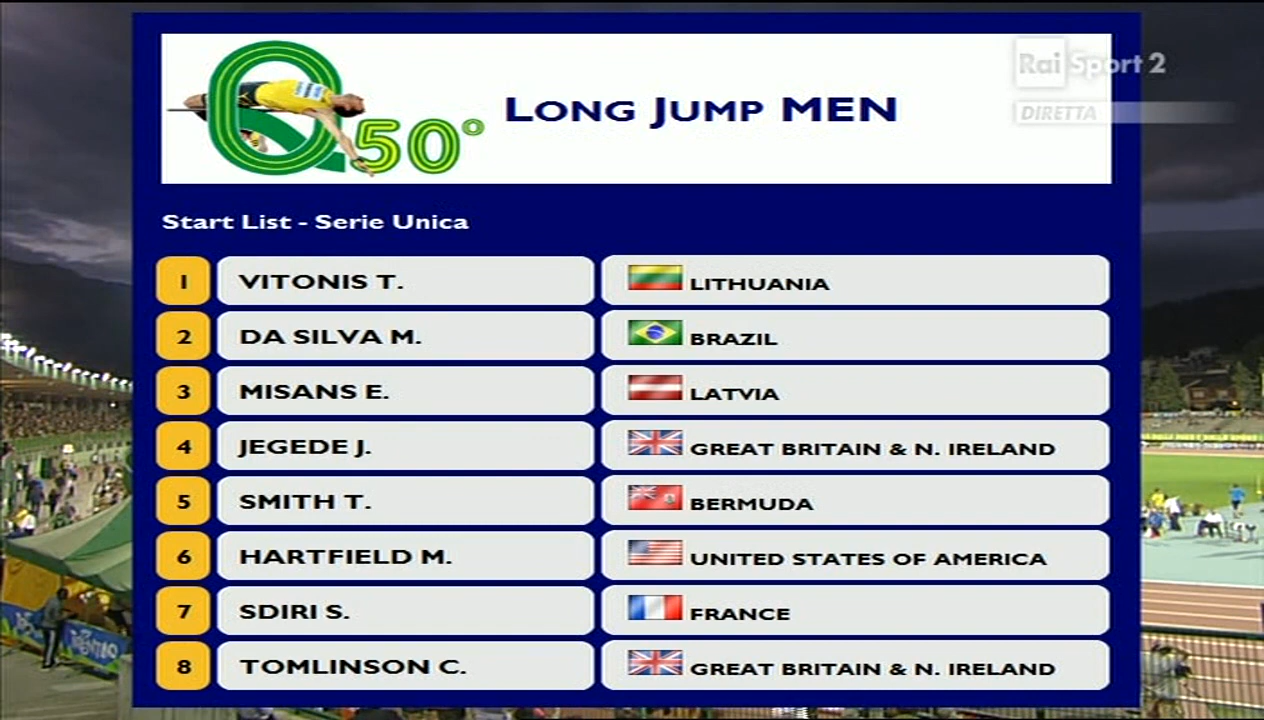 Q50°
LONG JUMP MEN
Rai Sport 2
DIRETTA
Start List - Serie Unica
1 VITONIS T. LITHUANIA
2 DA SILVA M. BRAZIL
3 MISANS E. LATVIA
4 JEGEDE J. GREAT BRITAIN & N. IRELAND
5 SMITH T. BERMUDA
6 HARTFIELD M. UNITED STATES OF AMERICA
7 SDIRI S. FRANCE
8 TOMLINSON C. GREAT BRITAIN & N. IRELAND
TRENTINO